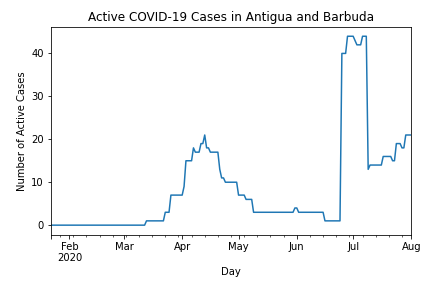 Active COVID-19 Cases in Antigua and Barbuda
Number of Active Cases
40
30
20
10
0
Feb Mar Apr May Jun Jul Aug
2020
Day